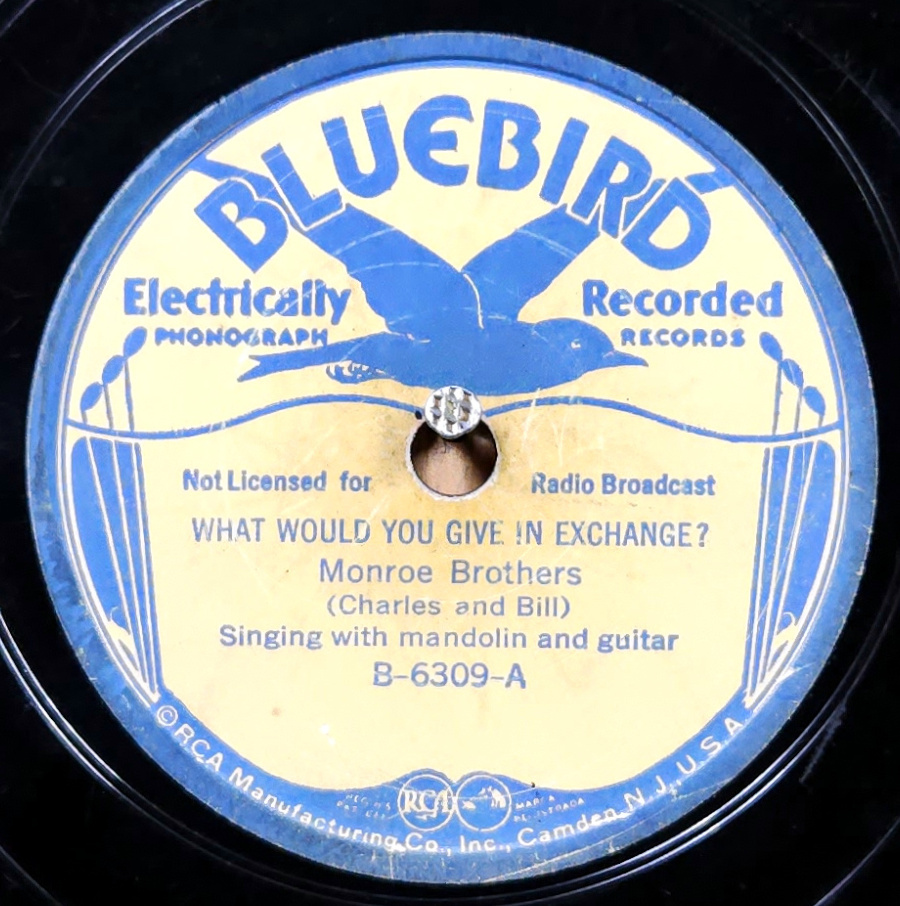 BLUEBIRD
Electrically Recorded
PHONOGRAPH RECORDS
Not Licensed for Radio Broadcast
WHAT WOULD YOU GIVE IN EXCHANGE?
Monroe Brothers
(Charles and Bill)
Singing with mandolin and guitar
B-6309-A
RCA
© RCA Manufacturing Co., Inc., Camden, N.J., U.S.A.